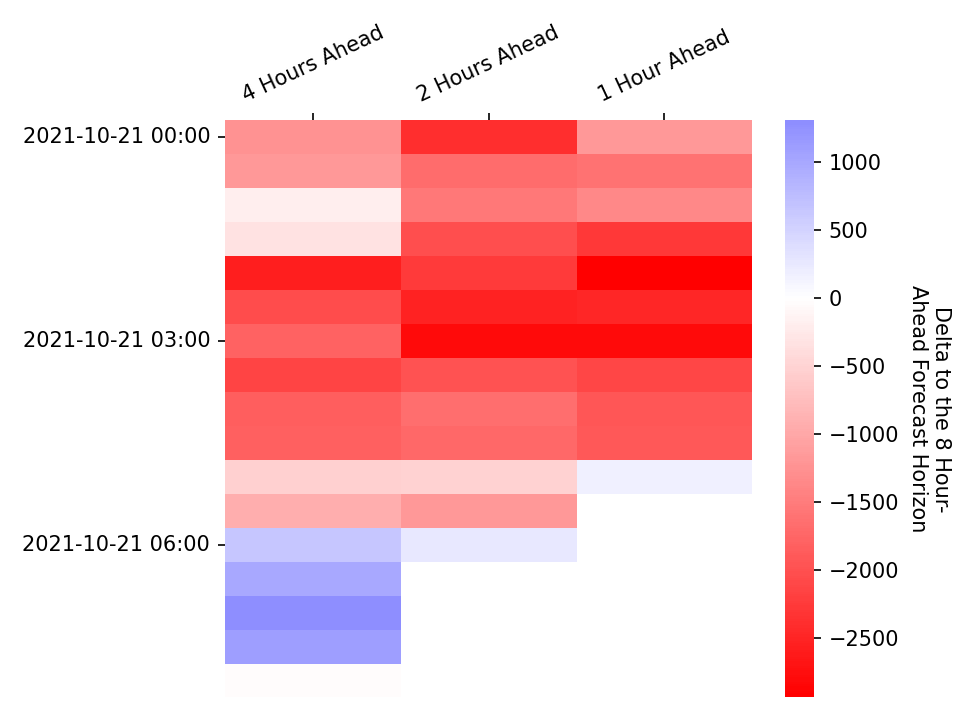 4 Hours Ahead
2 Hours Ahead
1 Hour Ahead
2021-10-21 00:00
2021-10-21 03:00
2021-10-21 06:00
1000
500
0
−500
−1000
−1500
−2000
−2500
Delta to the 8 Hour-
Ahead Forecast Horizon